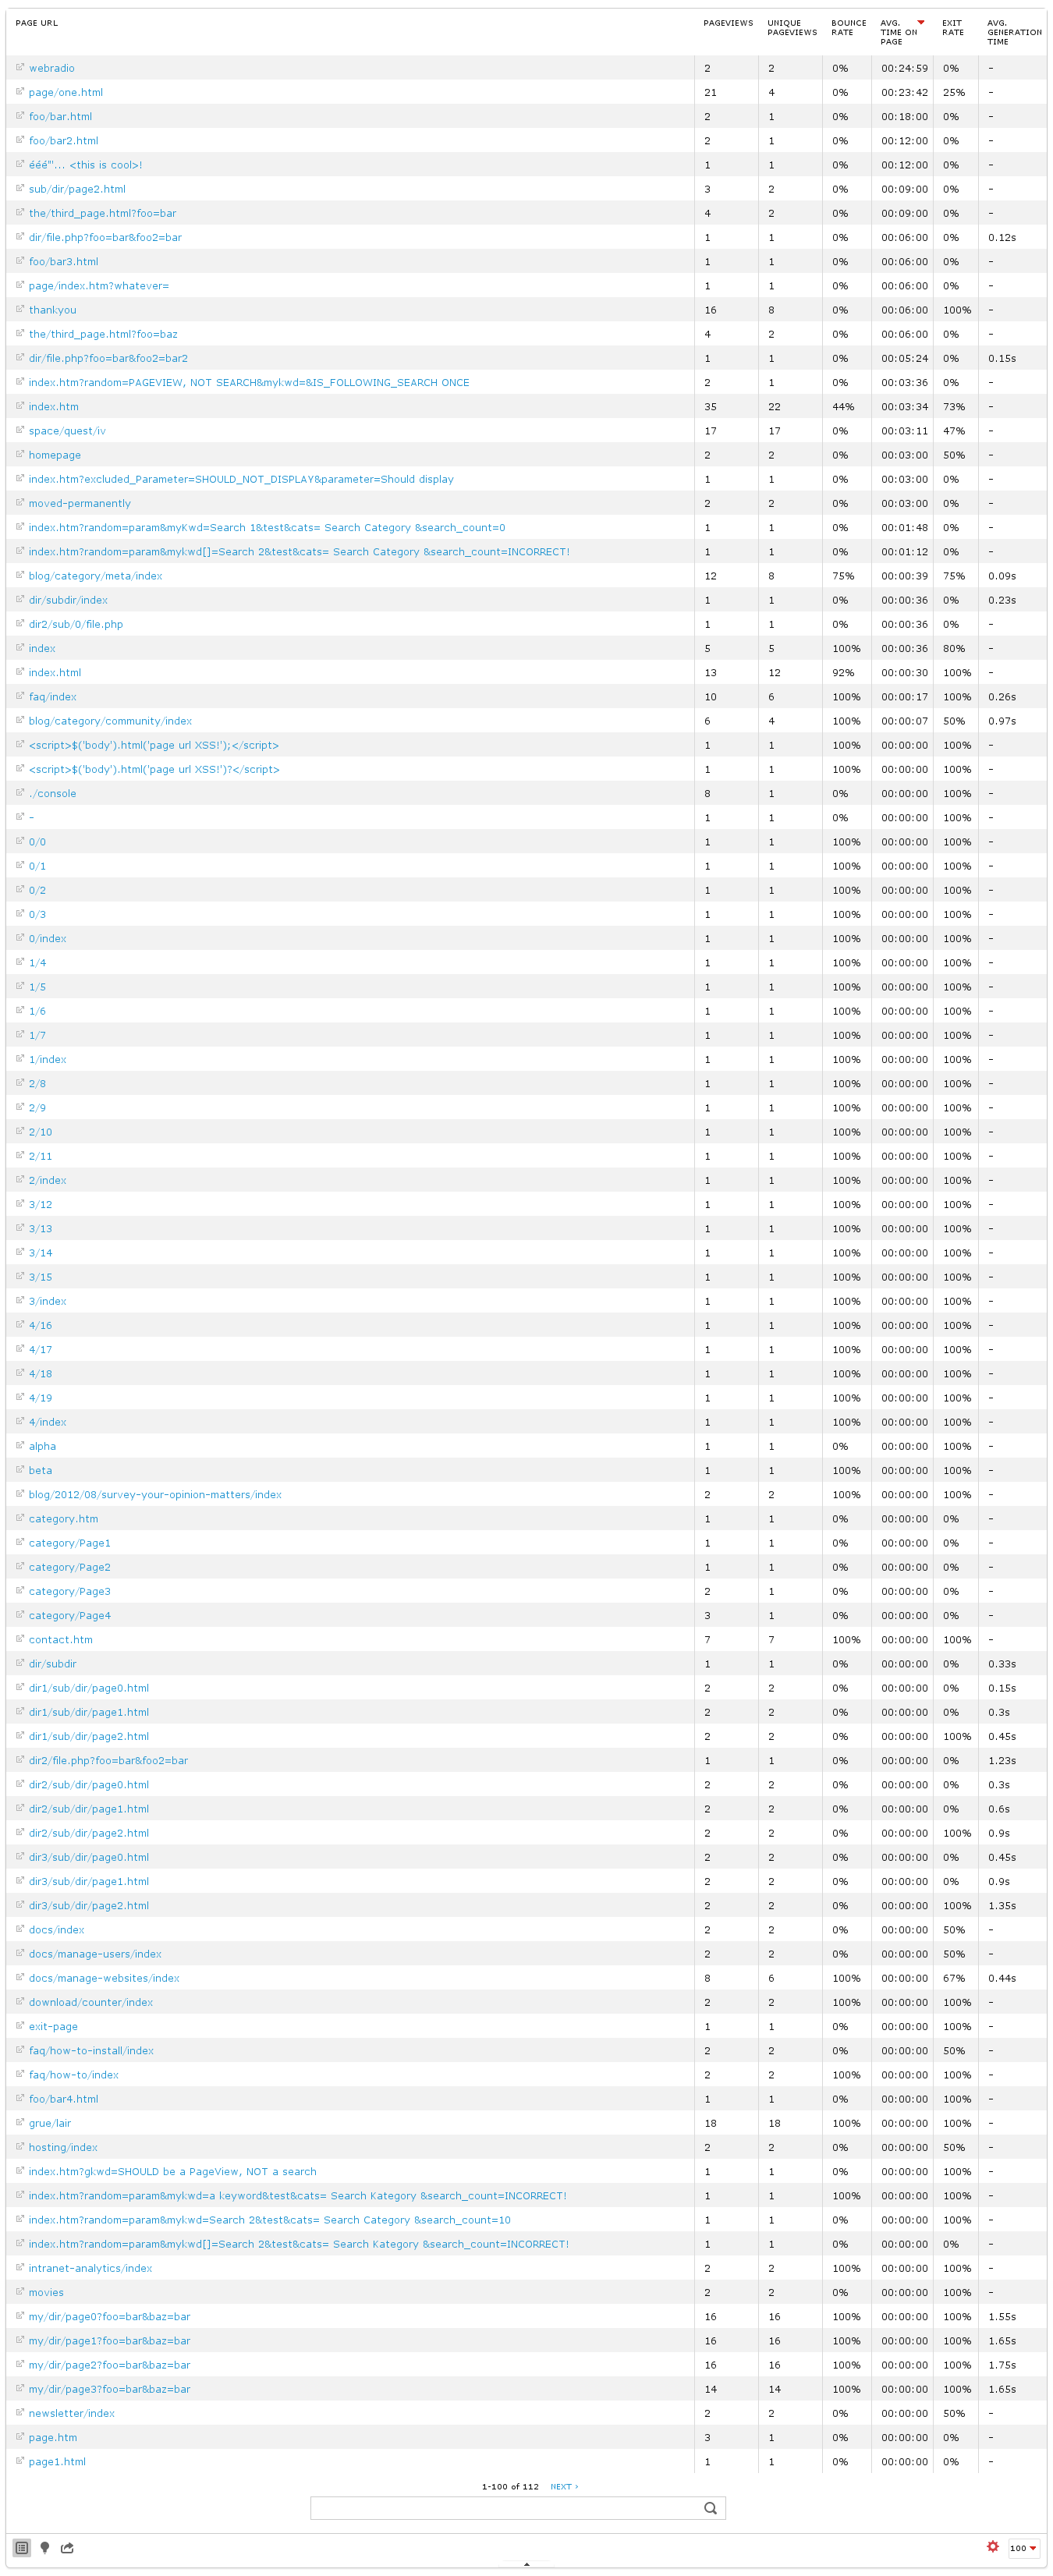 PAGE URL PAGEVIEWS UNIQUE PAGEVIEWS BOUNCE RATE AVG. TIME ON PAGE EXIT RATE AVG. GENERATION TIME
webradio 2 2 0% 00:24:59 0% -
page/one.html 21 4 0% 00:23:42 25% -
foo/bar.html 2 1 0% 00:18:00 0% -
foo/bar2.html 2 1 0% 00:12:00 0% -
ééé"'... <this is cool>! 1 1 0% 00:12:00 0% -
sub/dir/page2.html 3 2 0% 00:09:00 0% -
the/third_page.html?foo=bar 4 2 0% 00:09:00 0% -
dir/file.php?foo=bar&foo2=bar 1 1 0% 00:06:00 0% 0.12s
foo/bar3.html 1 1 0% 00:06:00 0% -
page/index.htm?whatever= 1 1 0% 00:06:00 0% -
thankyou 16 8 0% 00:06:00 100% -
the/third_page.html?foo=baz 4 2 0% 00:06:00 0% -
dir/file.php?foo=bar&foo2=bar2 1 1 0% 00:05:24 0% 0.15s
index.htm?random=PAGEVIEW, NOT SEARCH&mykwd=&IS_FOLLOWING_SEARCH ONCE 2 1 0% 00:03:36 0% -
index.htm 35 22 44% 00:03:34 73% -
space/quest/iv 17 17 0% 00:03:11 47% -
homepage 2 2 0% 00:03:00 50% -
index.htm?excluded_Parameter=SHOULD_NOT_DISPLAY&parameter=Should display 1 1 0% 00:03:00 0% -
moved-permanently 2 2 0% 00:03:00 0% -
index.htm?random=param&myKwd=Search 1&test&cats= Search Category &search_count=0 1 1 0% 00:01:48 0% -
index.htm?random=param&mykwd[]=Search 2&test&cats= Search Category &search_count=INCORRECT! 1 1 0% 00:01:12 0% -
blog/category/meta/index 12 8 75% 00:00:39 75% 0.09s
dir/subdir/index 1 1 0% 00:00:36 0% 0.23s
dir2/sub/0/file.php 1 1 0% 00:00:36 0% -
index 5 5 100% 00:00:36 80% -
index.html 13 12 92% 00:00:30 100% -
faq/index 10 6 100% 00:00:17 100% 0.26s
blog/category/community/index 6 4 100% 00:00:07 50% 0.97s
<script>$('body').html('page url XSS!');</script> 1 1 100% 00:00:00 100% -
<script>$('body').html('page url XSS!')?</script> 1 1 100% 00:00:00 100% -
./console 8 1 0% 00:00:00 100% -
- 1 1 0% 00:00:00 100% -
0/0 1 1 100% 00:00:00 100% -
0/1 1 1 100% 00:00:00 100% -
0/2 1 1 100% 00:00:00 100% -
0/3 1 1 100% 00:00:00 100% -
0/index 1 1 100% 00:00:00 100% -
1/4 1 1 100% 00:00:00 100% -
1/5 1 1 100% 00:00:00 100% -
1/6 1 1 100% 00:00:00 100% -
1/7 1 1 100% 00:00:00 100% -
1/index 1 1 100% 00:00:00 100% -
2/8 1 1 100% 00:00:00 100% -
2/9 1 1 100% 00:00:00 100% -
2/10 1 1 100% 00:00:00 100% -
2/11 1 1 100% 00:00:00 100% -
2/index 1 1 100% 00:00:00 100% -
3/12 1 1 100% 00:00:00 100% -
3/13 1 1 100% 00:00:00 100% -
3/14 1 1 100% 00:00:00 100% -
3/15 1 1 100% 00:00:00 100% -
3/index 1 1 100% 00:00:00 100% -
4/16 1 1 100% 00:00:00 100% -
4/17 1 1 100% 00:00:00 100% -
4/18 1 1 100% 00:00:00 100% -
4/19 1 1 100% 00:00:00 100% -
4/index 1 1 100% 00:00:00 100% -
alpha 1 1 0% 00:00:00 100% -
beta 1 1 100% 00:00:00 100% -
blog/2012/08/survey-your-opinion-matters/index 2 2 100% 00:00:00 100% -
category.htm 1 1 0% 00:00:00 0% -
category/Page1 1 1 0% 00:00:00 0% -
category/Page2 1 1 0% 00:00:00 0% -
category/Page3 2 1 0% 00:00:00 0% -
category/Page4 3 1 0% 00:00:00 0% -
contact.htm 7 7 100% 00:00:00 100% -
dir/subdir 1 1 0% 00:00:00 0% 0.33s
dir1/sub/dir/page0.html 2 2 0% 00:00:00 0% 0.15s
dir1/sub/dir/page1.html 2 2 0% 00:00:00 0% 0.3s
dir1/sub/dir/page2.html 2 2 0% 00:00:00 100% 0.45s
dir2/file.php?foo=bar&foo2=bar 1 1 0% 00:00:00 0% 1.23s
dir2/sub/dir/page0.html 2 2 0% 00:00:00 0% 0.3s
dir2/sub/dir/page1.html 2 2 0% 00:00:00 0% 0.6s
dir2/sub/dir/page2.html 2 2 0% 00:00:00 100% 0.9s
dir3/sub/dir/page0.html 2 2 0% 00:00:00 0% 0.45s
dir3/sub/dir/page1.html 2 2 0% 00:00:00 0% 0.9s
dir3/sub/dir/page2.html 2 2 0% 00:00:00 100% 1.35s
docs/index 2 2 0% 00:00:00 50% -
docs/manage-users/index 2 2 0% 00:00:00 50% -
docs/manage-websites/index 8 6 100% 00:00:00 67% 0.44s
download/counter/index 2 2 100% 00:00:00 100% -
exit-page 1 1 0% 00:00:00 100% -
faq/how-to-install/index 2 2 0% 00:00:00 50% -
faq/how-to/index 2 2 100% 00:00:00 100% -
foo/bar4.html 1 1 0% 00:00:00 100% -
grue/lair 18 18 100% 00:00:00 100% -
hosting/index 2 2 0% 00:00:00 50% -
index.htm?gkwd=SHOULD be a PageView, NOT a search 1 1 0% 00:00:00 100% -
index.htm?random=param&mykwd=a keyword&test&cats= Search Kategory &search_count=INCORRECT! 1 1 100% 00:00:00 100% -
index.htm?random=param&mykwd=Search 2&test&cats= Search Category &search_count=10 1 1 0% 00:00:00 100% -
index.htm?random=param&mykwd[]=Search 2&test&cats= Search Kategory &search_count=INCORRECT! 1 1 0% 00:00:00 0% -
intranet-analytics/index 2 2 100% 00:00:00 100% -
movies 2 2 0% 00:00:00 100% -
my/dir/page0?foo=bar&baz=bar 16 16 100% 00:00:00 100% 1.55s
my/dir/page1?foo=bar&baz=bar 16 16 100% 00:00:00 100% 1.65s
my/dir/page2?foo=bar&baz=bar 16 16 100% 00:00:00 100% 1.75s
my/dir/page3?foo=bar&baz=bar 14 14 100% 00:00:00 100% 1.65s
newsletter/index 2 2 0% 00:00:00 50% -
page.htm 3 1 0% 00:00:00 0% -
page1.html 1 1 0% 00:00:00 0% -
1-100 of 112 NEXT ›
100